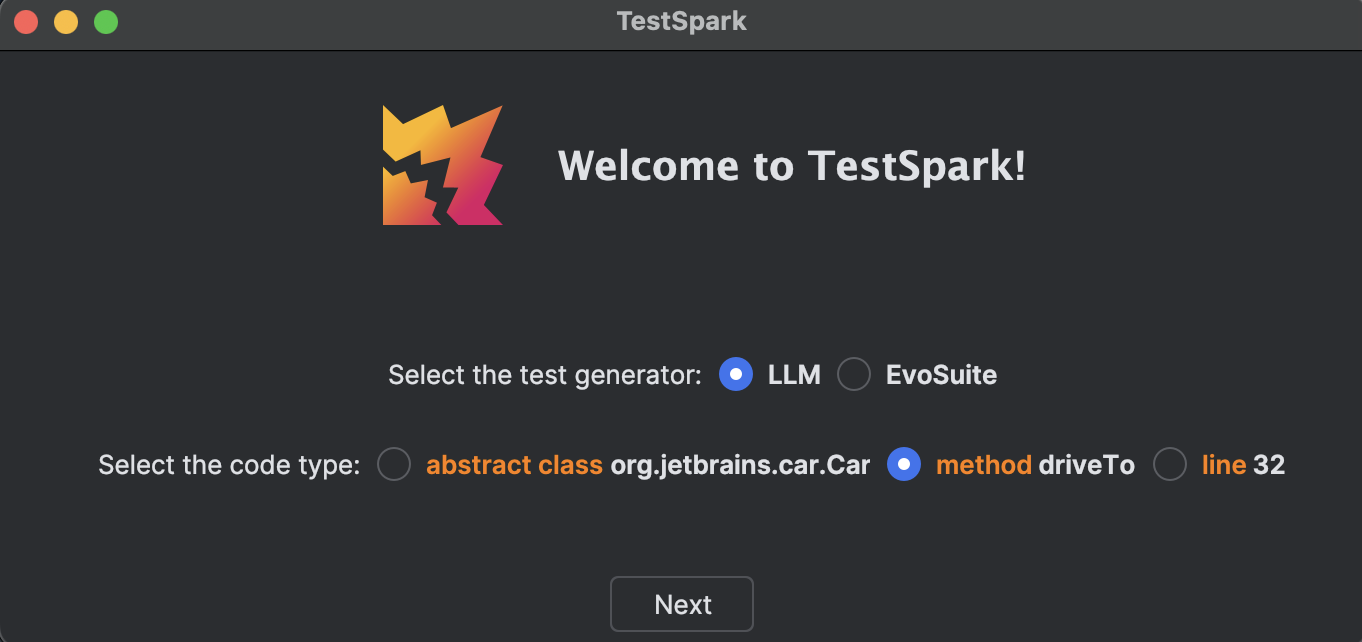 TestSpark
Welcome to TestSpark!
Select the test generator: LLM EvoSuite
Select the code type: abstract class org.jetbrains.car.Car method driveTo line 32
Next